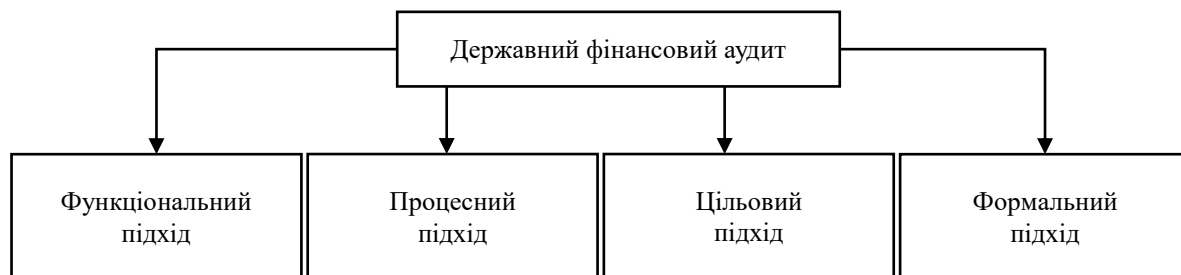 Державний фінансовий аудит
Функціональний
підхід
Процесний
підхід
Цільовий
підхід
Формальний
підхід